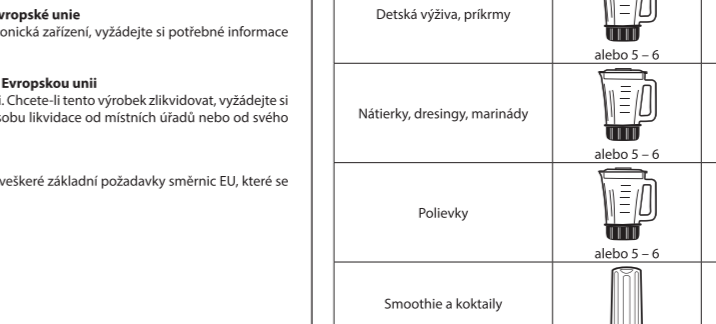 vropské unie
onická zařízení, vyžádejte si potřebné informace
Evropskou unii
i. Chcete-li tento výrobek zlikvidovat, vyžádejte si
sobu likvidace od místních úřadů nebo od svého
veškeré základní požadavky směrnic EU, které se
Detská výživa, príkrmy
alebo 5 – 6
Nátierky, dresingy, marinády
alebo 5 – 6
Polievky
alebo 5 – 6
Smoothie a koktaily